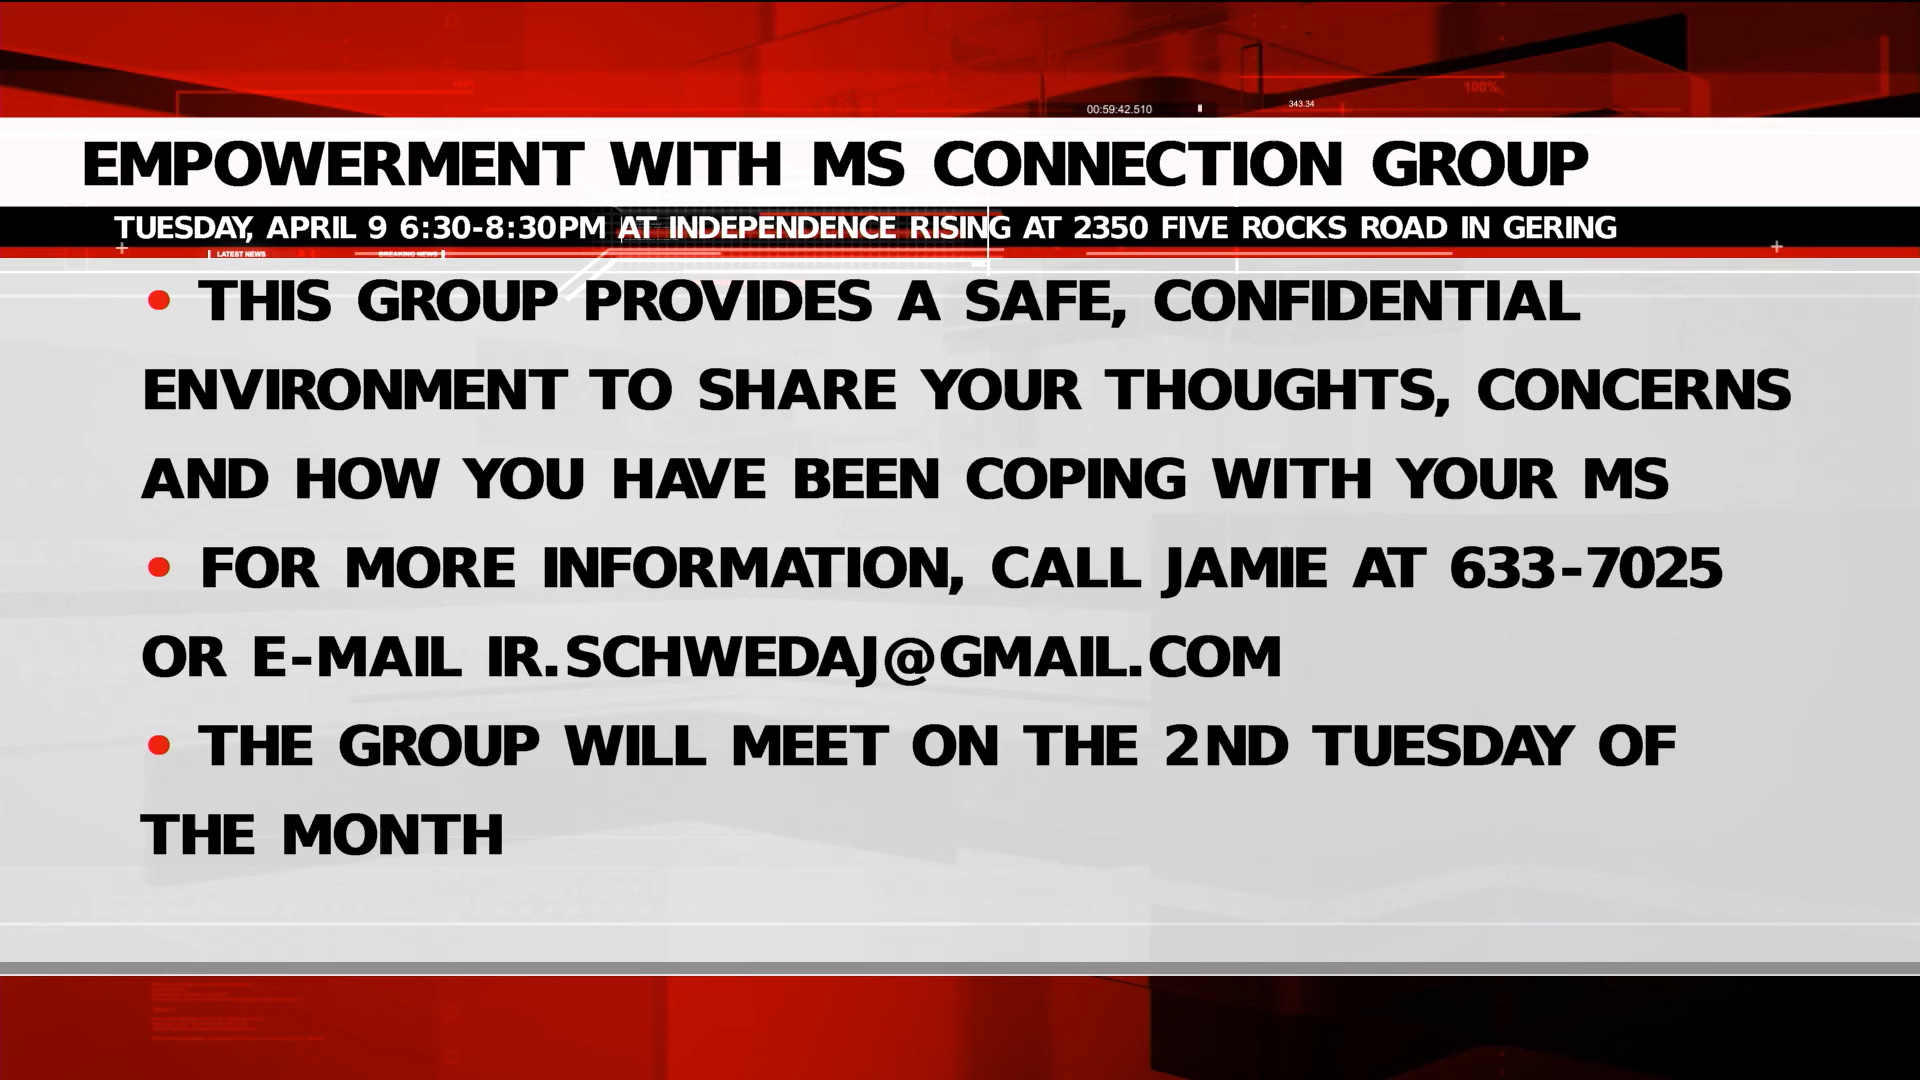 100%
100%
00:59:42.510
343.34
EMPOWERMENT WITH MS CONNECTION GROUP
TUESDAY, APRIL 9 6:30-8:30PM AT INDEPENDENCE RISING AT 2350 FIVE ROCKS ROAD IN GERING
LATEST NEWS
BREAKING NEWS
• THIS GROUP PROVIDES A SAFE, CONFIDENTIAL
ENVIRONMENT TO SHARE YOUR THOUGHTS, CONCERNS
AND HOW YOU HAVE BEEN COPING WITH YOUR MS
• FOR MORE INFORMATION, CALL JAMIE AT 633-7025
OR E-MAIL IR.SCHWEDAJ@GMAIL.COM
• THE GROUP WILL MEET ON THE 2ND TUESDAY OF
THE MONTH